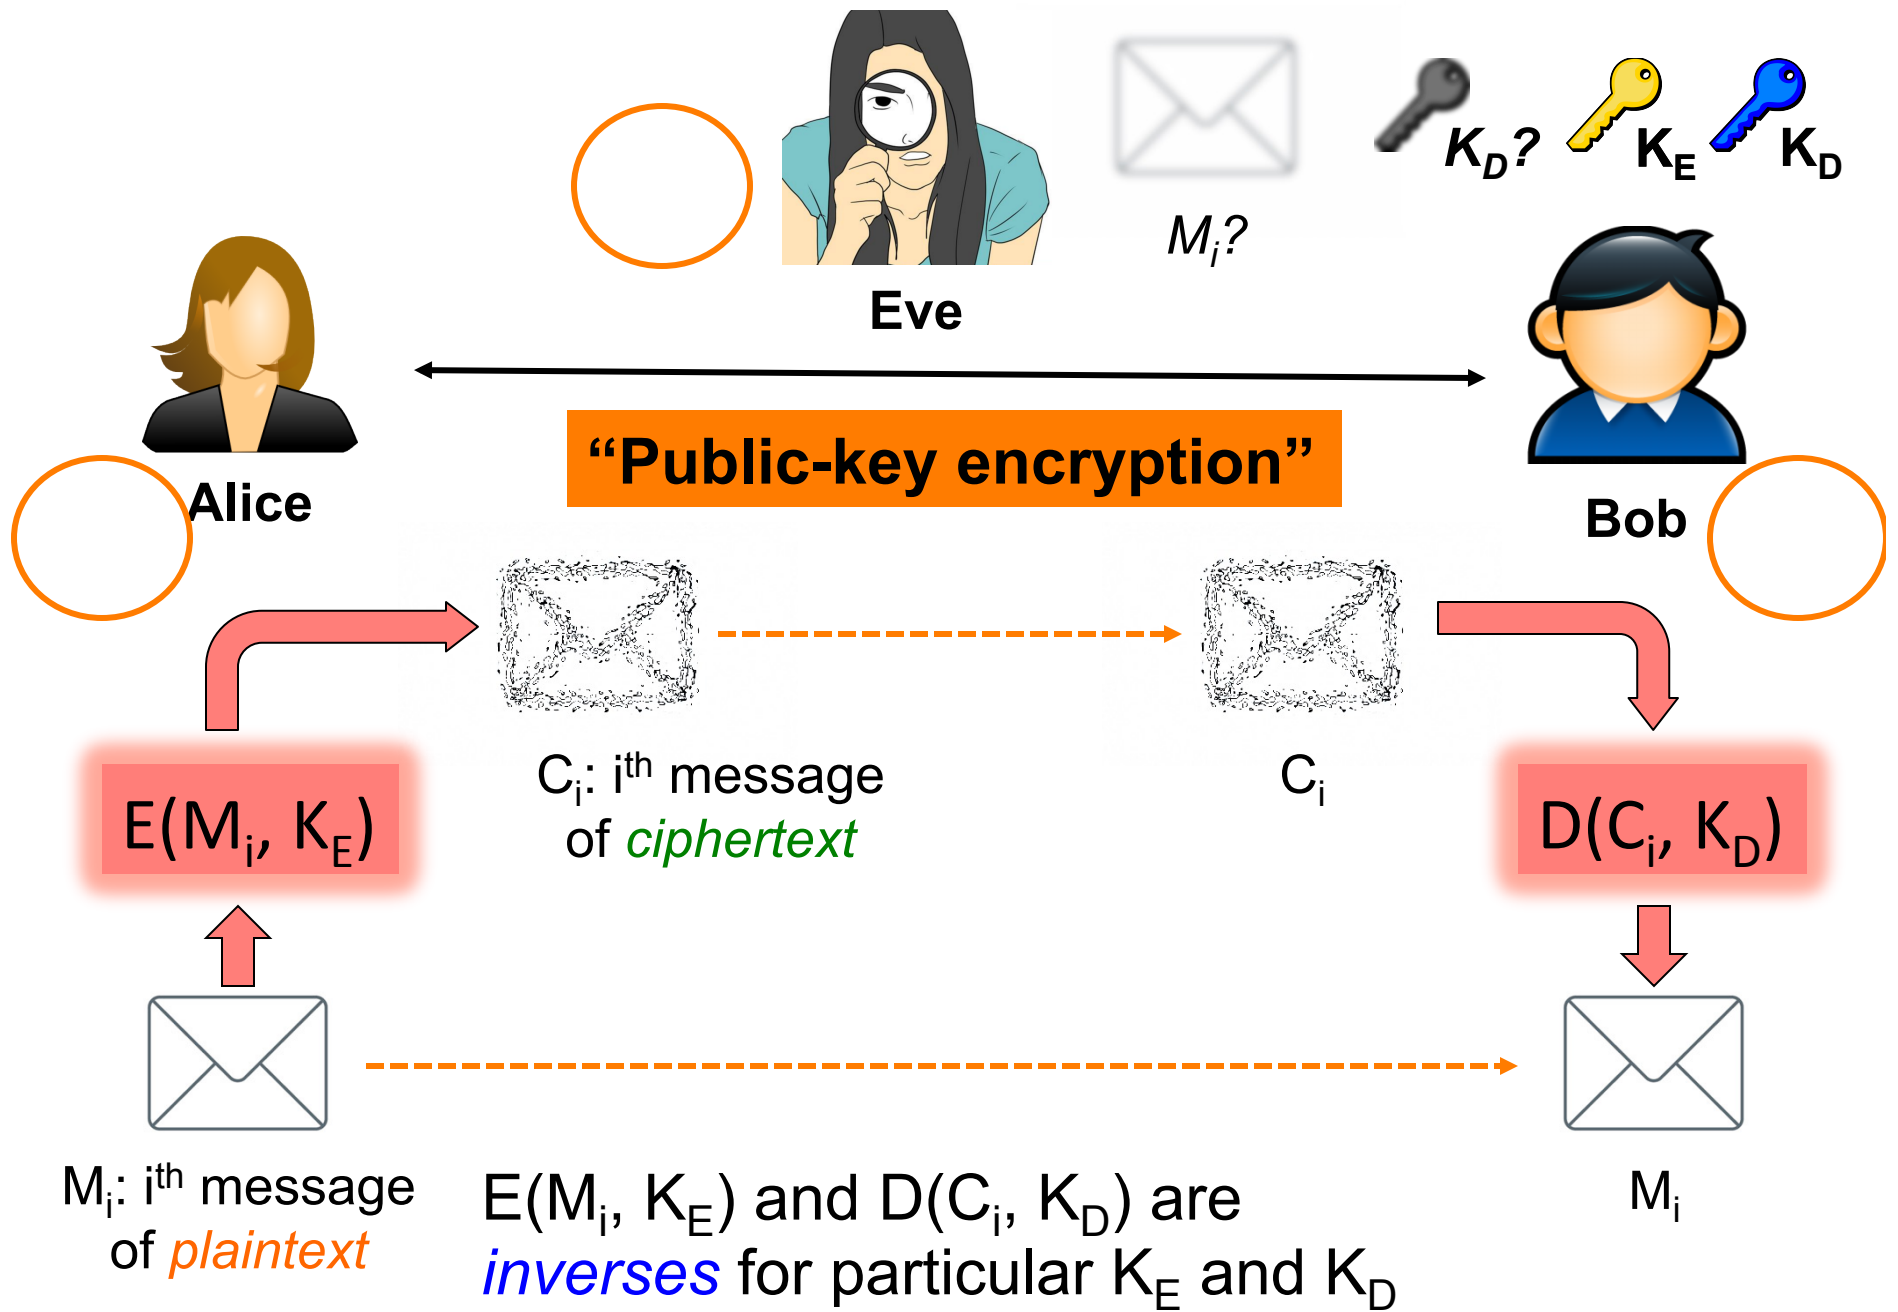 K_D? K_E K_D
M_i?
Eve
“Public-key encryption”
Alice
Bob
C_i: i^th message
of ciphertext
C_i
E(M_i, K_E)
D(C_i, K_D)
M_i: i^th message
of plaintext
E(M_i, K_E) and D(C_i, K_D) are
inverses for particular K_E and K_D
M_i